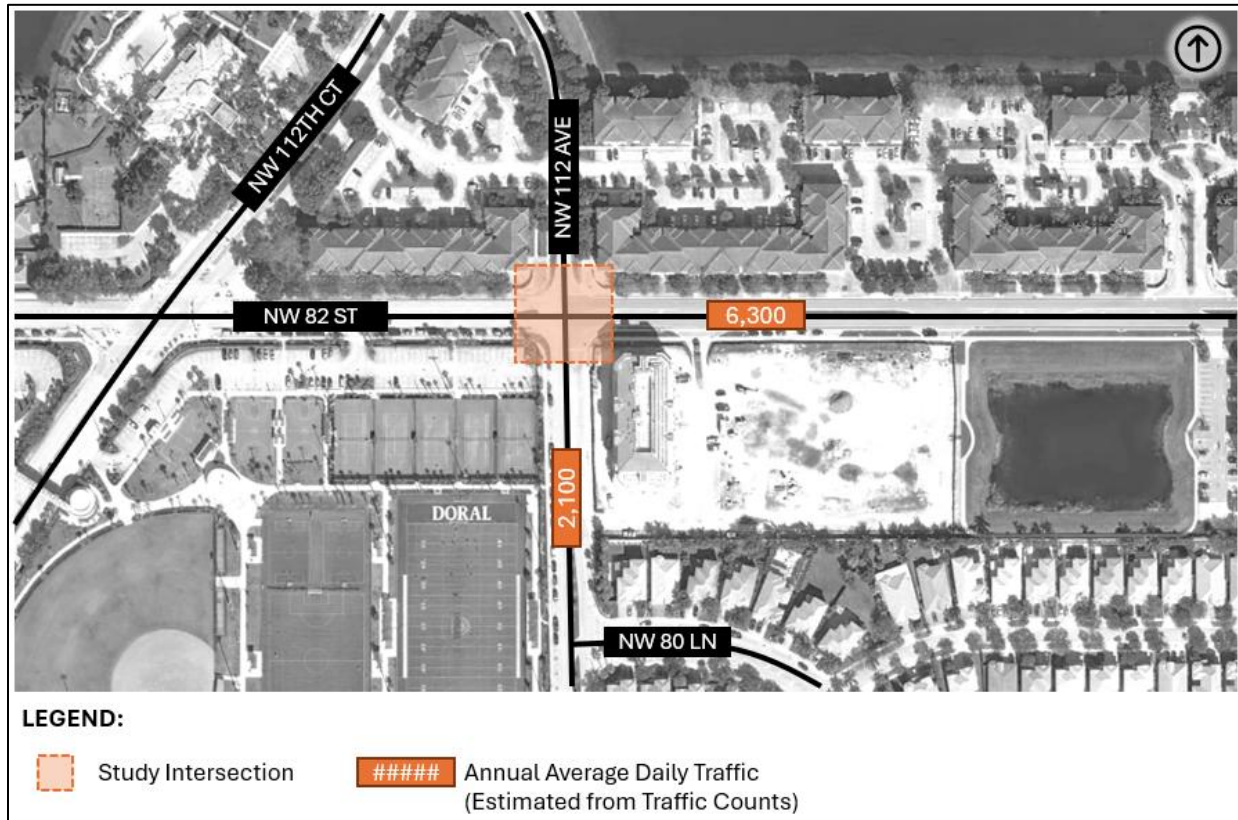 NW 112TH CT
NW 112 AVE
NW 82 ST
6,300
2,100
DORAL
NW 80 LN
LEGEND:
Study Intersection
##### Annual Average Daily Traffic
(Estimated from Traffic Counts)